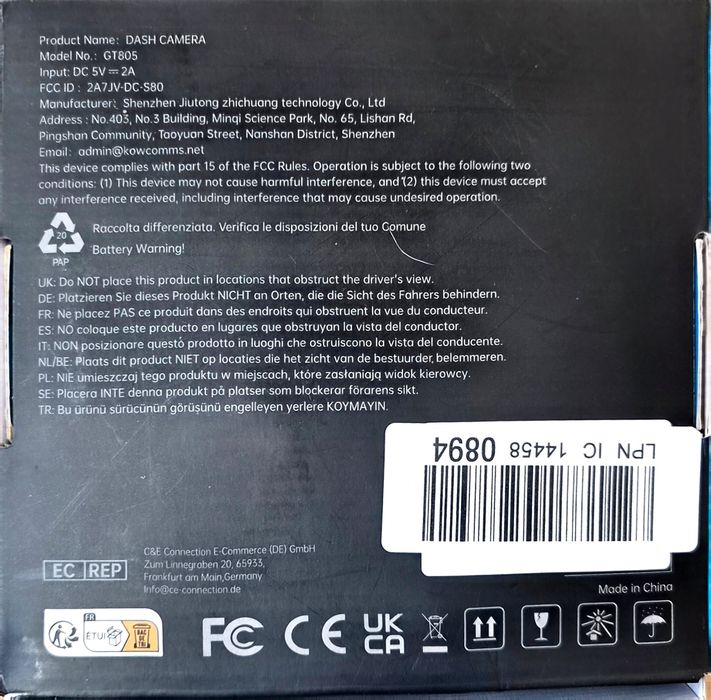 Product Name: DASH CAMERA
Model No.: GT805
Input: DC 5V⎓2A
FCC ID : 2A7JV-DC-S80
Manufacturer: Shenzhen Jiutong zhichuang technology Co., Ltd
Address : No.403, No.3 Building, Minqi Science Park, No. 65, Lishan Rd,
Pingshan Community, Taoyuan Street, Nanshan District, Shenzhen
Email: admin@kowcomms.net
This device complies with part 15 of the FCC Rules. Operation is subject to the following two
conditions: (1) This device may not cause harmful interference, and (2) this device must accept
any interference received, including interference that may cause undesired operation.
20
PAP
Raccolta differenziata. Verifica le disposizioni del tuo Comune
Battery Warning!
UK: Do NOT place this product in locations that obstruct the driver's view.
DE: Platzieren Sie dieses Produkt NICHT an Orten, die die Sicht des Fahrers behindern.
FR: Ne placez PAS ce produit dans des endroits qui obstruent la vue du conducteur.
ES: NO coloque este producto en lugares que obstruyan la vista del conductor.
IT: NON posizionare questo prodotto in luoghi che ostruiscono la vista del conducente.
NL/BE: Plaats dit product NIET op locaties die het zicht van de bestuurder, belemmeren.
PL: NIE umieszczaj tego produktu w miejscach, które zasłaniają widok kierowcy.
SE: Placera INTE denna produkt på platser som blockerar förarens sikt.
TR: Bu ürünü sürücünün görüşünü engelleyen yerlere KOYMAYIN.
LPN IC 14458 0894
EC REP
C&E Connection E-Commerce (DE) GmbH
Zum Linnegraben 20, 65933,
Frankfurt am Main,Germany
Info@ce-connection.de
Made in China
FR
ÉTUI
BAC
DE
TRI
FC
CE
UK
CA